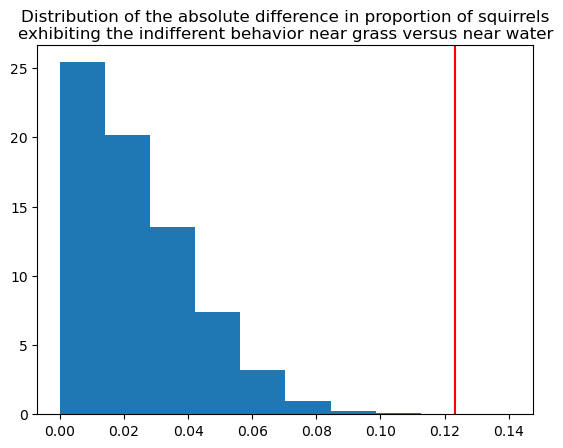 Distribution of the absolute difference in proportion of squirrels
exhibiting the indifferent behavior near grass versus near water
25
20
15
10
5
0
0.00 0.02 0.04 0.06 0.08 0.10 0.12 0.14